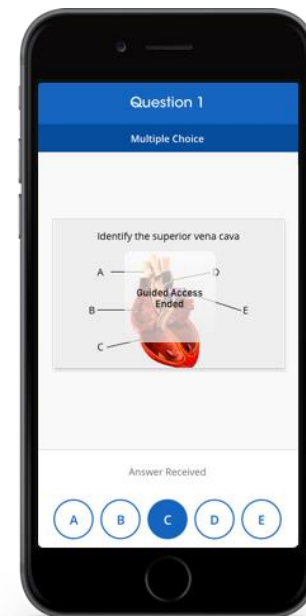 Question 1
Multiple Choice
Identify the superior vena cava
A
D
Guided Access
Ended
B
E
C
Answer Received
A B C D E